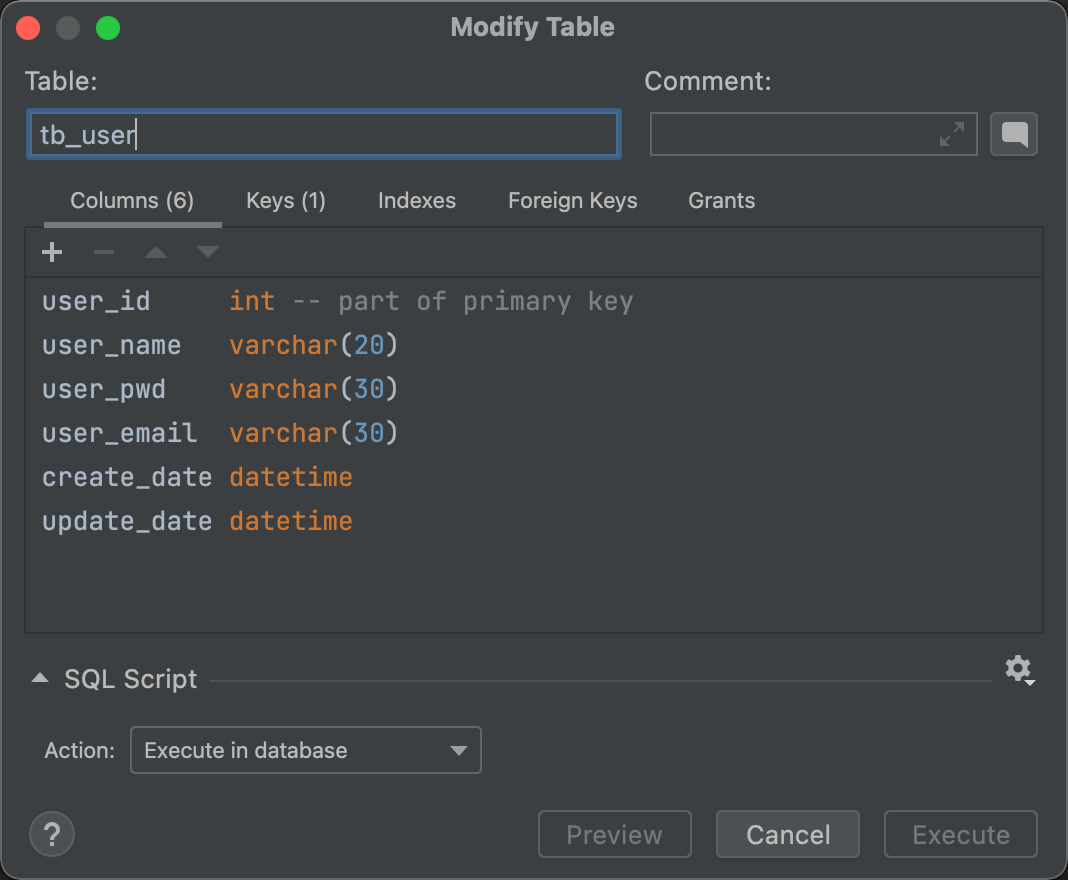 Modify Table
Table: Comment:
tb_user
Columns (6) Keys (1) Indexes Foreign Keys Grants
user_id int -- part of primary key
user_name varchar(20)
user_pwd varchar(30)
user_email varchar(30)
create_date datetime
update_date datetime
SQL Script
Action: Execute in database
? Preview Cancel Execute